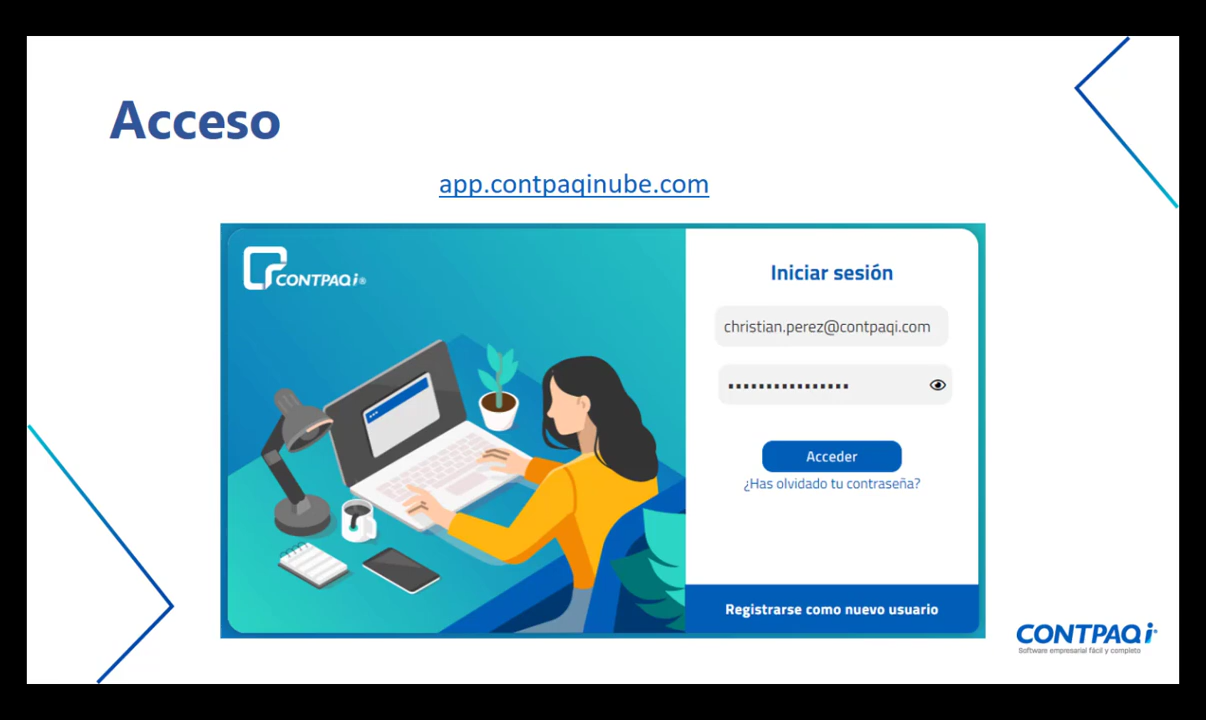 Acceso
app.contpaqinube.com
CONTPAQi®
Iniciar sesión
christian.perez@contpaqi.com
••••••••••••••••
Acceder
¿Has olvidado tu contraseña?
Registrarse como nuevo usuario
CONTPAQi®
Software empresarial fácil y completo